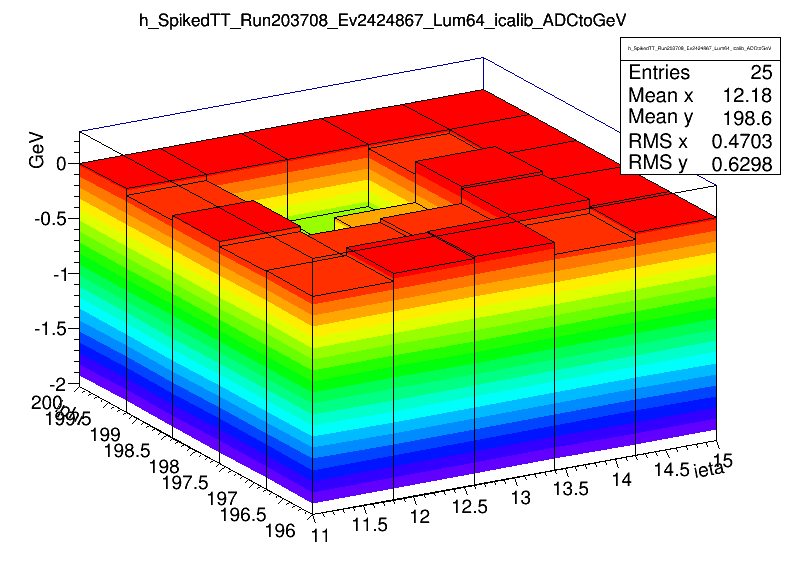 h_SpikedTT_Run203708_Ev2424867_Lum64_icalib_ADCtoGeV
h_SpikedTT_Run203708_Ev2424867_Lum64_icalib_ADCtoGeV
Entries 25
Mean x 12.18
Mean y 198.6
RMS x 0.4703
RMS y 0.6298
GeV
0
-0.5
-1
-1.5
-2
200
199.5
199
198.5
198
197.5
197
196.5
196
11
11.5
12
12.5
13
13.5
14
14.5
15
ieta